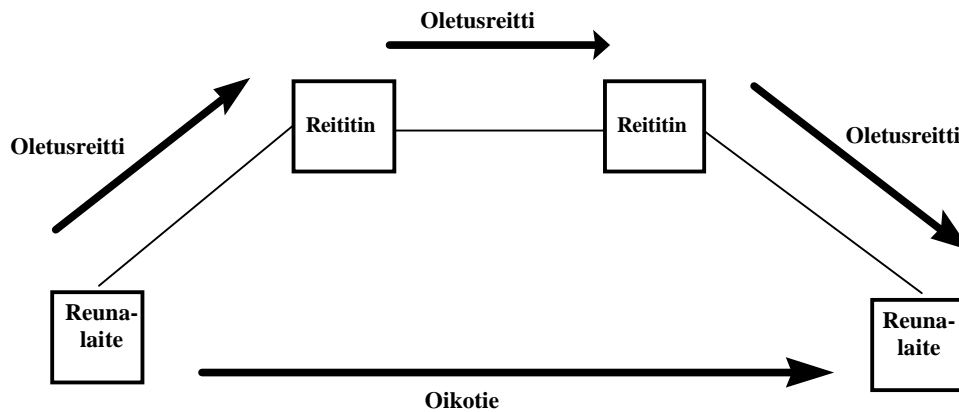 Oletusreitti
Reititin
Reititin
Oletusreitti
Oletusreitti
Reuna-
laite
Reuna-
laite
Oikotie